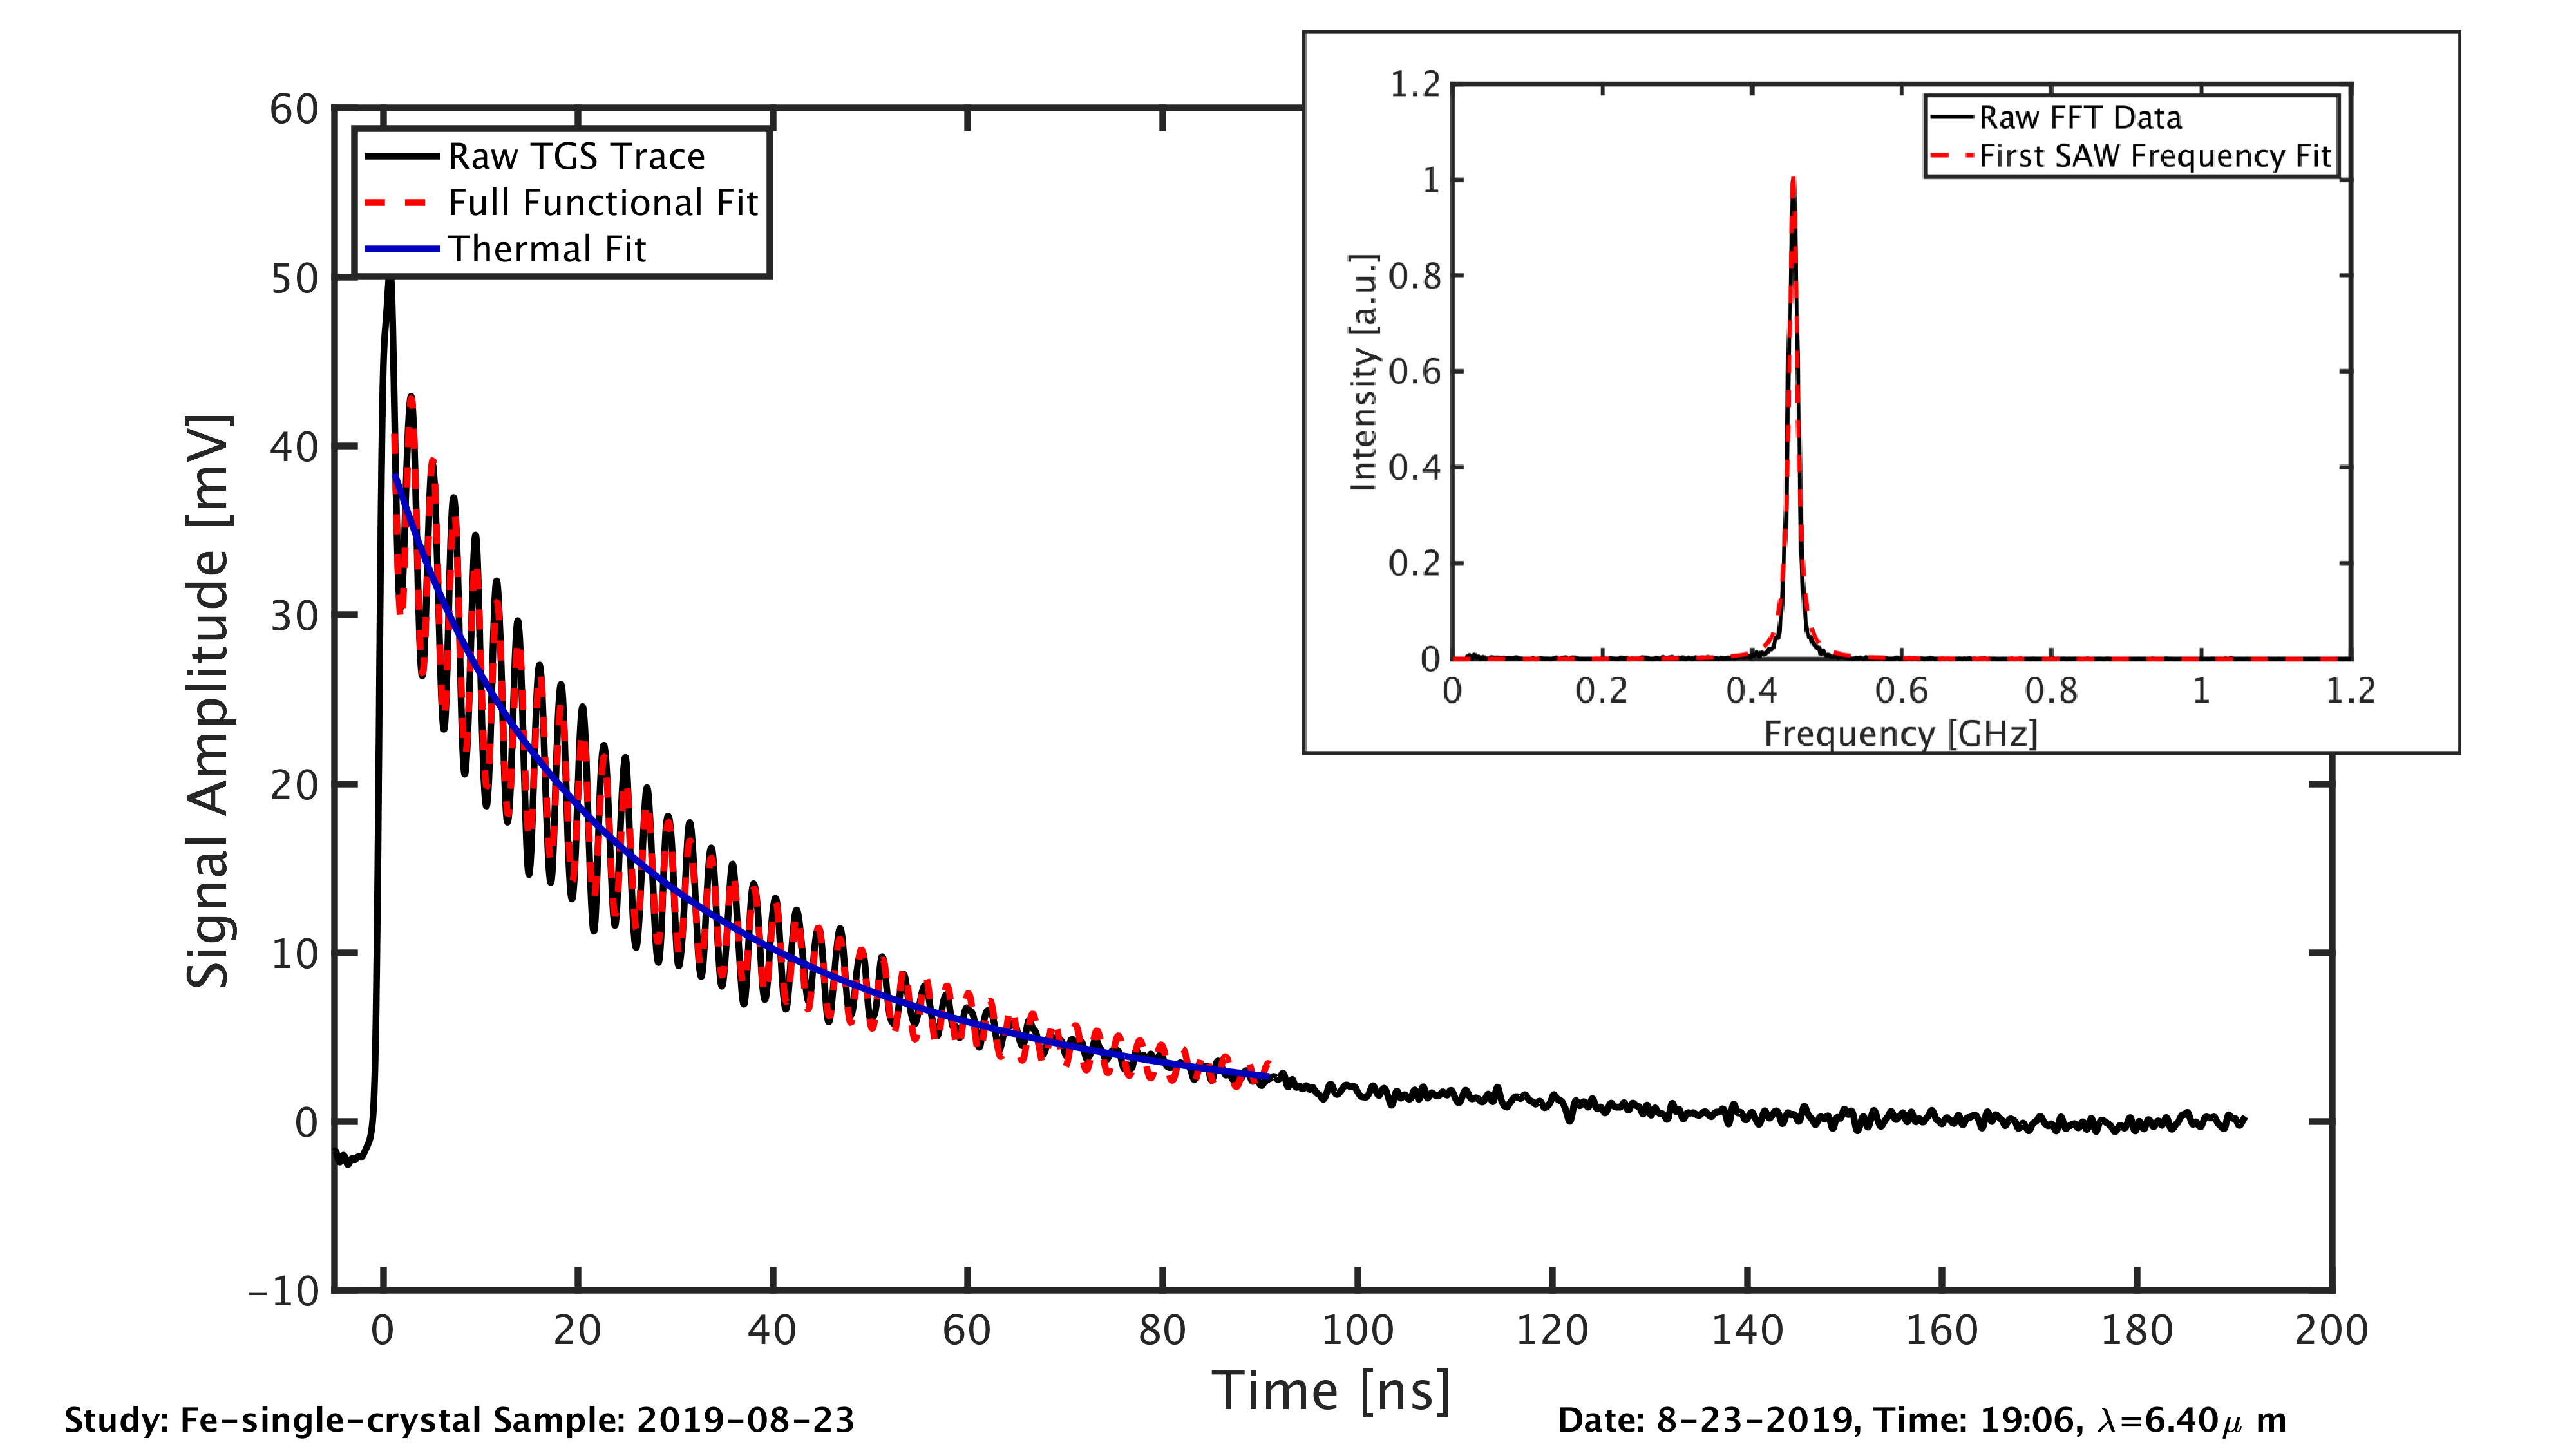 1.2
1
0.8
0.6
0.4
0.2
0
0 0.2 0.4 0.6 0.8 1 1.2
Intensity [a.u.]
Frequency [GHz]
Raw FFT Data
First SAW Frequency Fit
60
50
40
30
20
10
0
−10
Signal Amplitude [mV]
Raw TGS Trace
Full Functional Fit
Thermal Fit
0 20 40 60 80 100 120 140 160 180 200
Time [ns]
Study: Fe−single−crystal Sample: 2019−08−23
Date: 8−23−2019, Time: 19:06, λ=6.40μ m